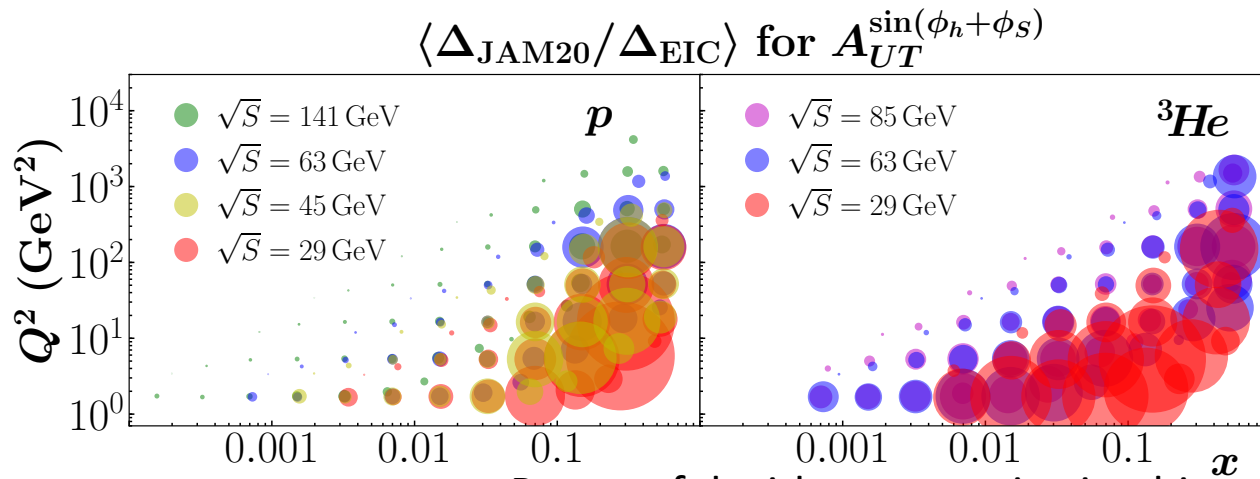 ⟨Δ_JAM20/Δ_EIC⟩ for A_UT^sin(ϕ_h+ϕ_S)
p
√S = 141 GeV
√S = 63 GeV
√S = 45 GeV
√S = 29 GeV
³He
√S = 85 GeV
√S = 63 GeV
√S = 29 GeV
Q² (GeV²)
10⁴
10³
10²
10¹
10⁰
0.001 0.01 0.1
0.001 0.01 0.1
x